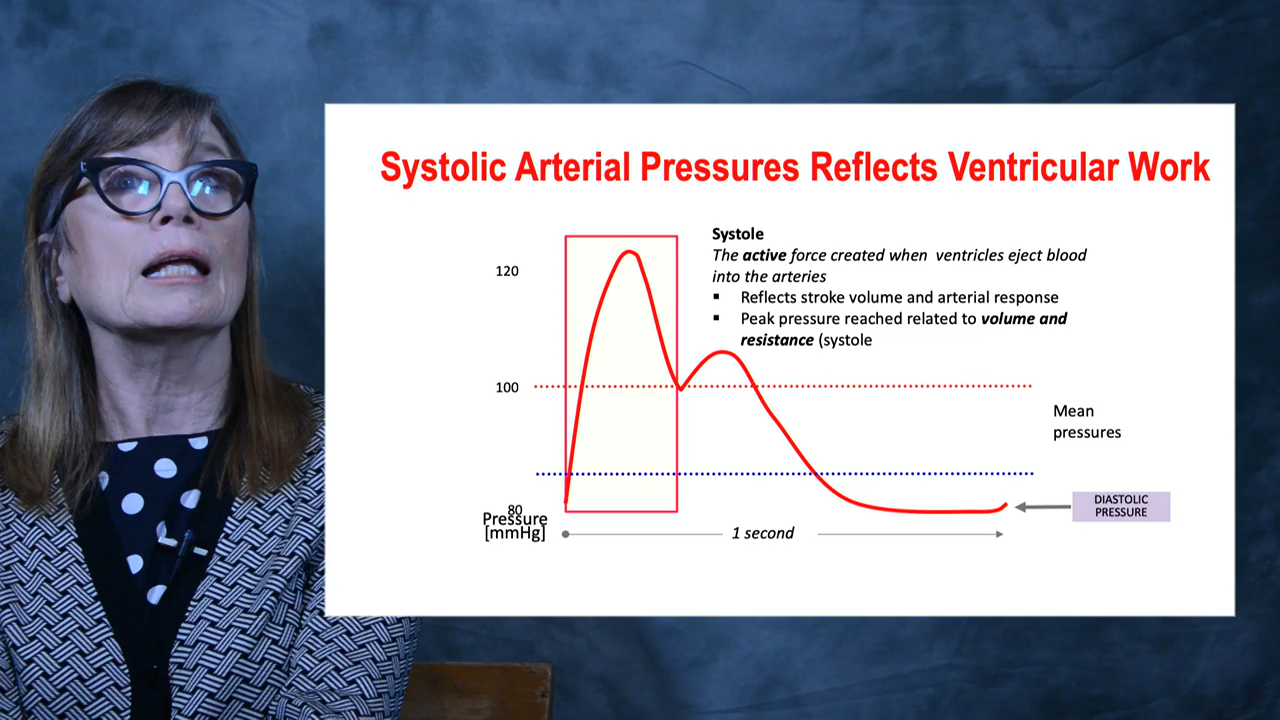 Systolic Arterial Pressures Reflects Ventricular Work
Systole
The active force created when ventricles eject blood
into the arteries
▪ Reflects stroke volume and arterial response
▪ Peak pressure reached related to volume and
resistance (systole
120
100
Mean
pressures
80
Pressure
[mmHg]
1 second
DIASTOLIC
PRESSURE